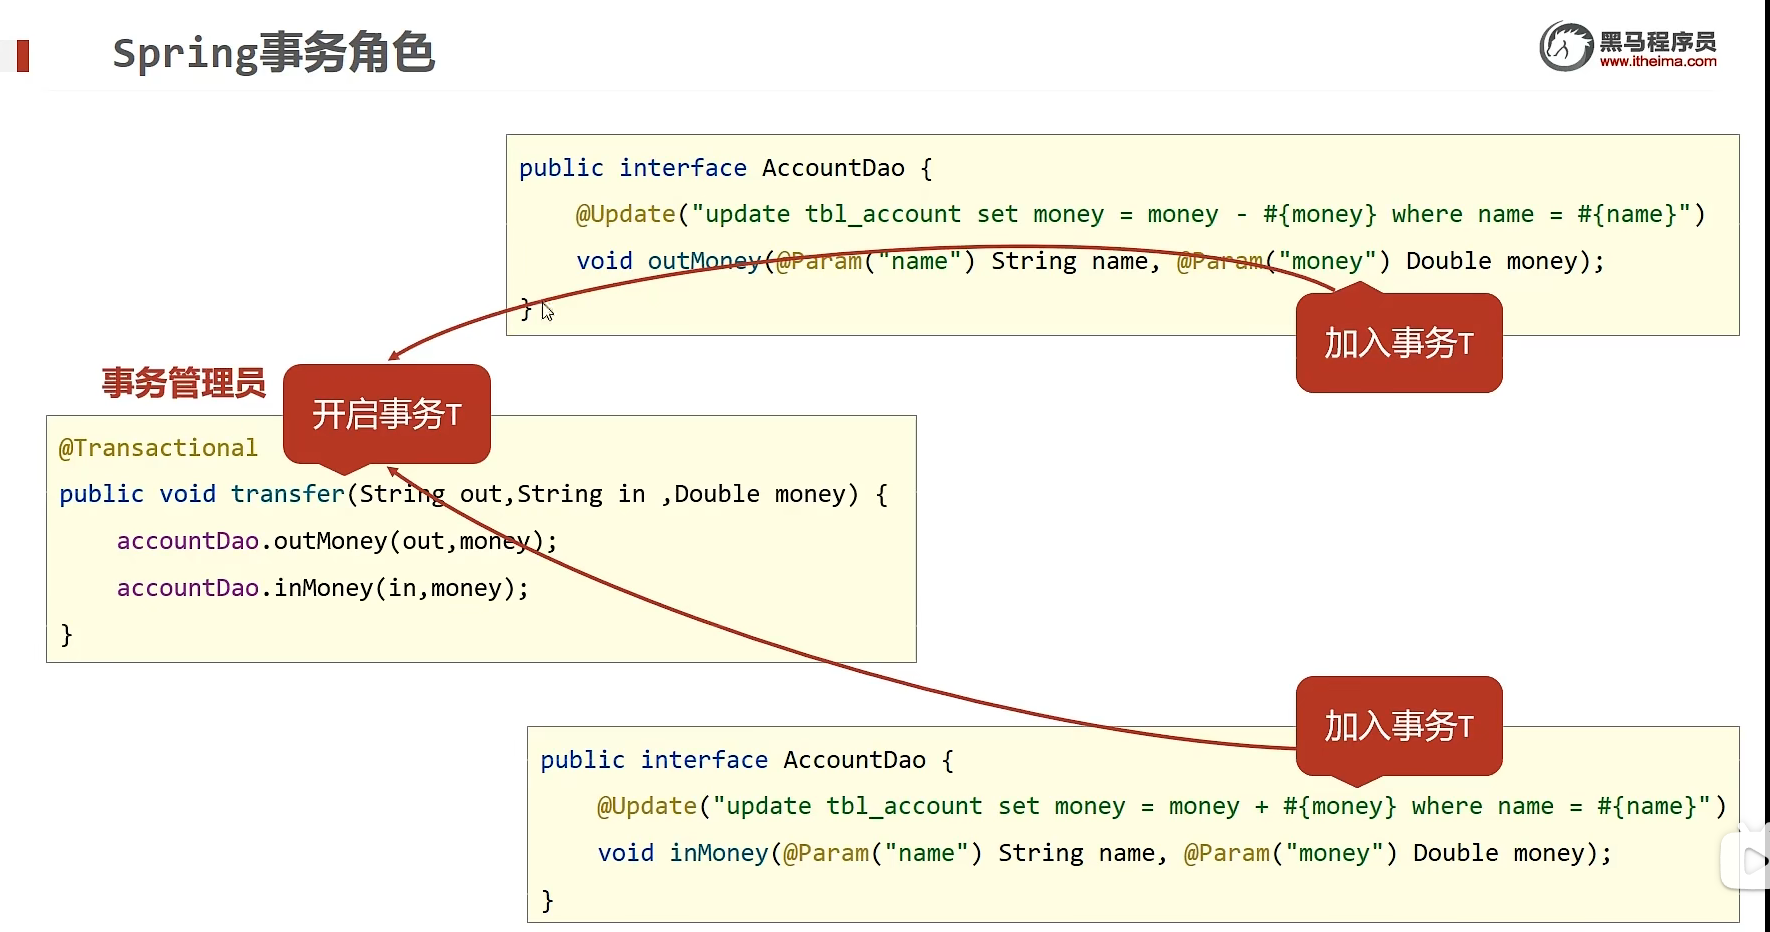 Spring事务角色
黑马程序员
www.itheima.com
public interface AccountDao {
@Update("update tbl_account set money = money - #{money} where name = #{name}")
void outMoney(@Param("name") String name, @Param("money") Double money);
}
加入事务T
事务管理员
开启事务T
@Transactional
public void transfer(String out,String in ,Double money) {
accountDao.outMoney(out,money);
accountDao.inMoney(in,money);
}
加入事务T
public interface AccountDao {
@Update("update tbl_account set money = money + #{money} where name = #{name}")
void inMoney(@Param("name") String name, @Param("money") Double money);
}